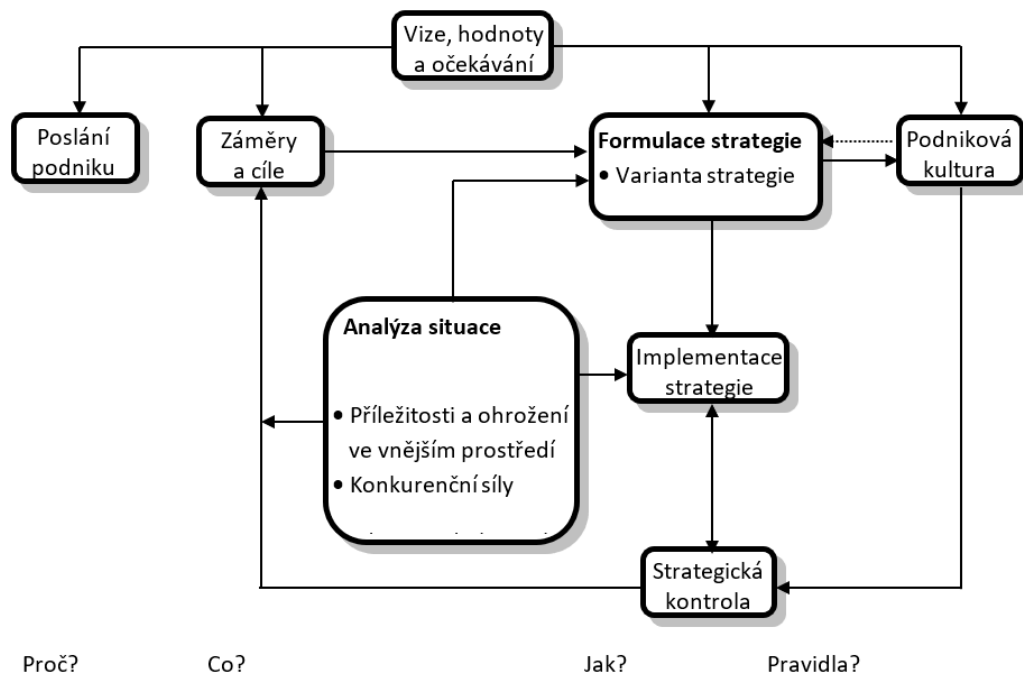 Vize, hodnoty
a očekávání
Poslání
podniku
Záměry
a cíle
Formulace strategie
• Varianta strategie
Podniková
kultura
Analýza situace
• Příležitosti a ohrožení
ve vnějším prostředí
• Konkurenční síly
Implementace
strategie
Strategická
kontrola
Proč?
Co?
Jak?
Pravidla?